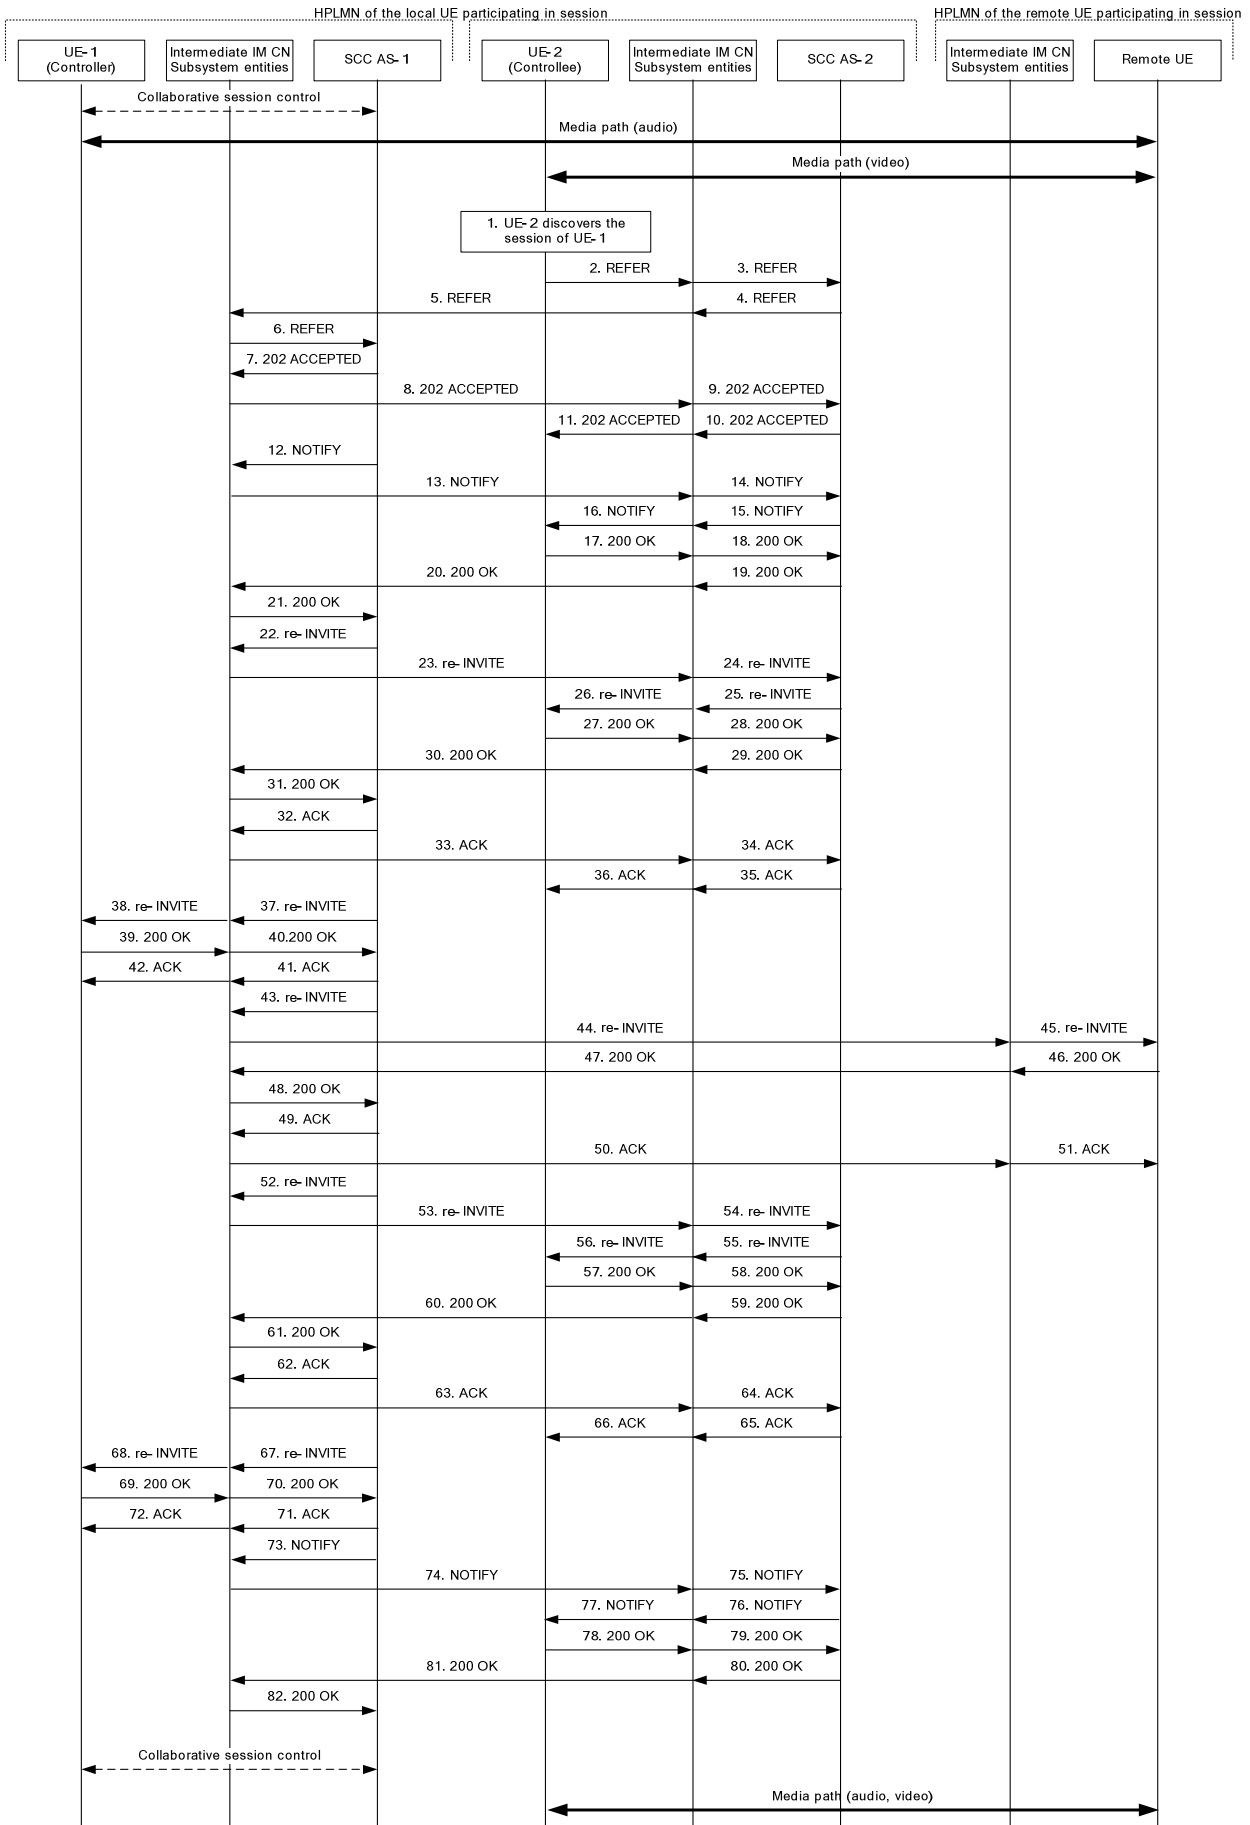 HPLMN of the local UE participating in session
HPLMN of the remote UE participating in session
UE-1
(Controller)
Intermediate IM CN
Subsystem entities
SCC AS-1
UE-2
(Controllee)
Intermediate IM CN
Subsystem entities
SCC AS-2
Intermediate IM CN
Subsystem entities
Remote UE
Collaborative session control
Media path (audio)
Media path (video)
1. UE-2 discovers the
session of UE-1
2. REFER
3. REFER
5. REFER
4. REFER
6. REFER
7. 202 ACCEPTED
8. 202 ACCEPTED
9. 202 ACCEPTED
11. 202 ACCEPTED
10. 202 ACCEPTED
12. NOTIFY
13. NOTIFY
14. NOTIFY
16. NOTIFY
15. NOTIFY
17. 200 OK
18. 200 OK
20. 200 OK
19. 200 OK
21. 200 OK
22. re-INVITE
23. re-INVITE
24. re-INVITE
26. re-INVITE
25. re-INVITE
27. 200 OK
28. 200 OK
30. 200 OK
29. 200 OK
31. 200 OK
32. ACK
33. ACK
34. ACK
36. ACK
35. ACK
38. re-INVITE
37. re-INVITE
39. 200 OK
40.200 OK
42. ACK
41. ACK
43. re-INVITE
44. re-INVITE
45. re-INVITE
47. 200 OK
46. 200 OK
48. 200 OK
49. ACK
50. ACK
51. ACK
52. re-INVITE
53. re-INVITE
54. re-INVITE
56. re-INVITE
55. re-INVITE
57. 200 OK
58. 200 OK
60. 200 OK
59. 200 OK
61. 200 OK
62. ACK
63. ACK
64. ACK
66. ACK
65. ACK
68. re-INVITE
67. re-INVITE
69. 200 OK
70. 200 OK
72. ACK
71. ACK
73. NOTIFY
74. NOTIFY
75. NOTIFY
77. NOTIFY
76. NOTIFY
78. 200 OK
79. 200 OK
81. 200 OK
80. 200 OK
82. 200 OK
Collaborative session control
Media path (audio, video)